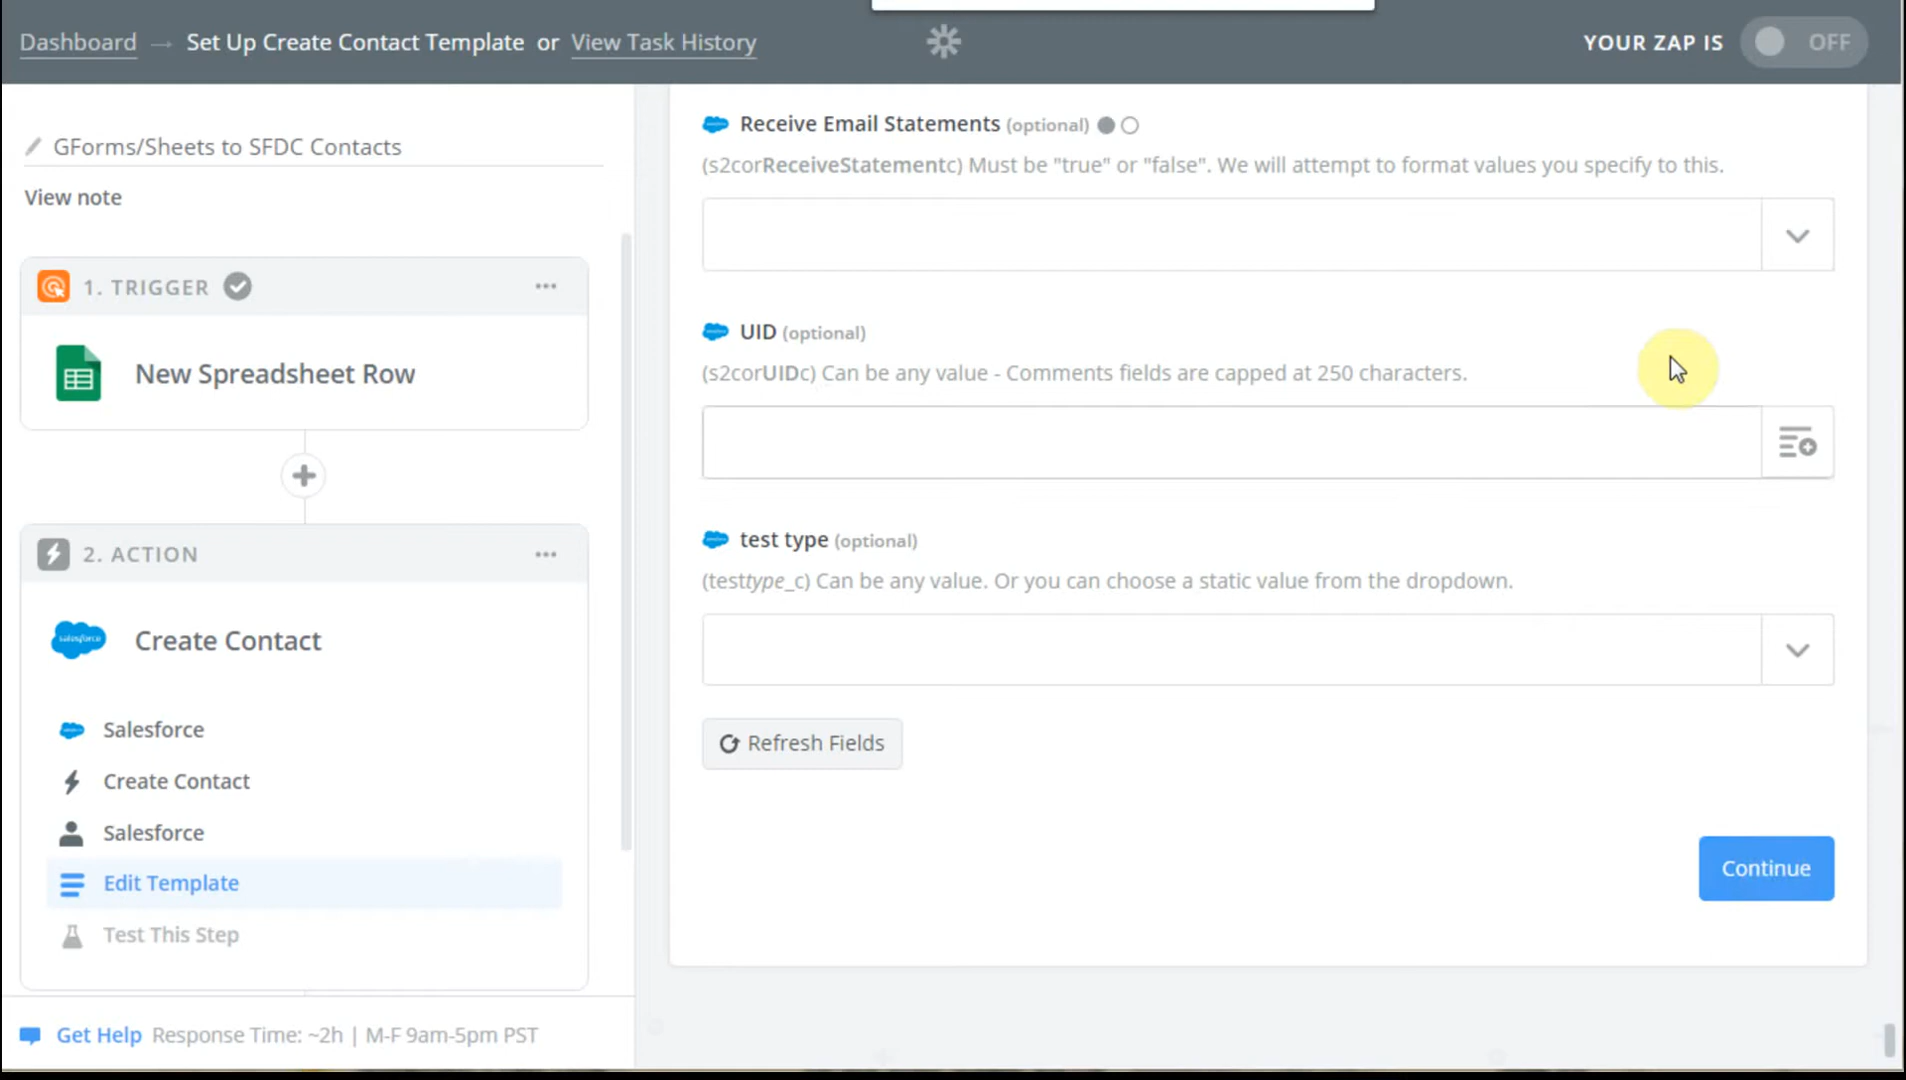 Dashboard → Set Up Create Contact Template or View Task History
YOUR ZAP IS OFF
GForms/Sheets to SFDC Contacts
View note
1. TRIGGER
New Spreadsheet Row
2. ACTION
salesforce
Create Contact
Salesforce
Create Contact
Salesforce
Edit Template
Test This Step
Get Help Response Time: ~2h | M-F 9am-5pm PST
Receive Email Statements (optional)
(s2corReceiveStatementc) Must be "true" or "false". We will attempt to format values you specify to this.
UID (optional)
(s2corUIDc) Can be any value - Comments fields are capped at 250 characters.
test type (optional)
(testtype_c) Can be any value. Or you can choose a static value from the dropdown.
Refresh Fields
Continue